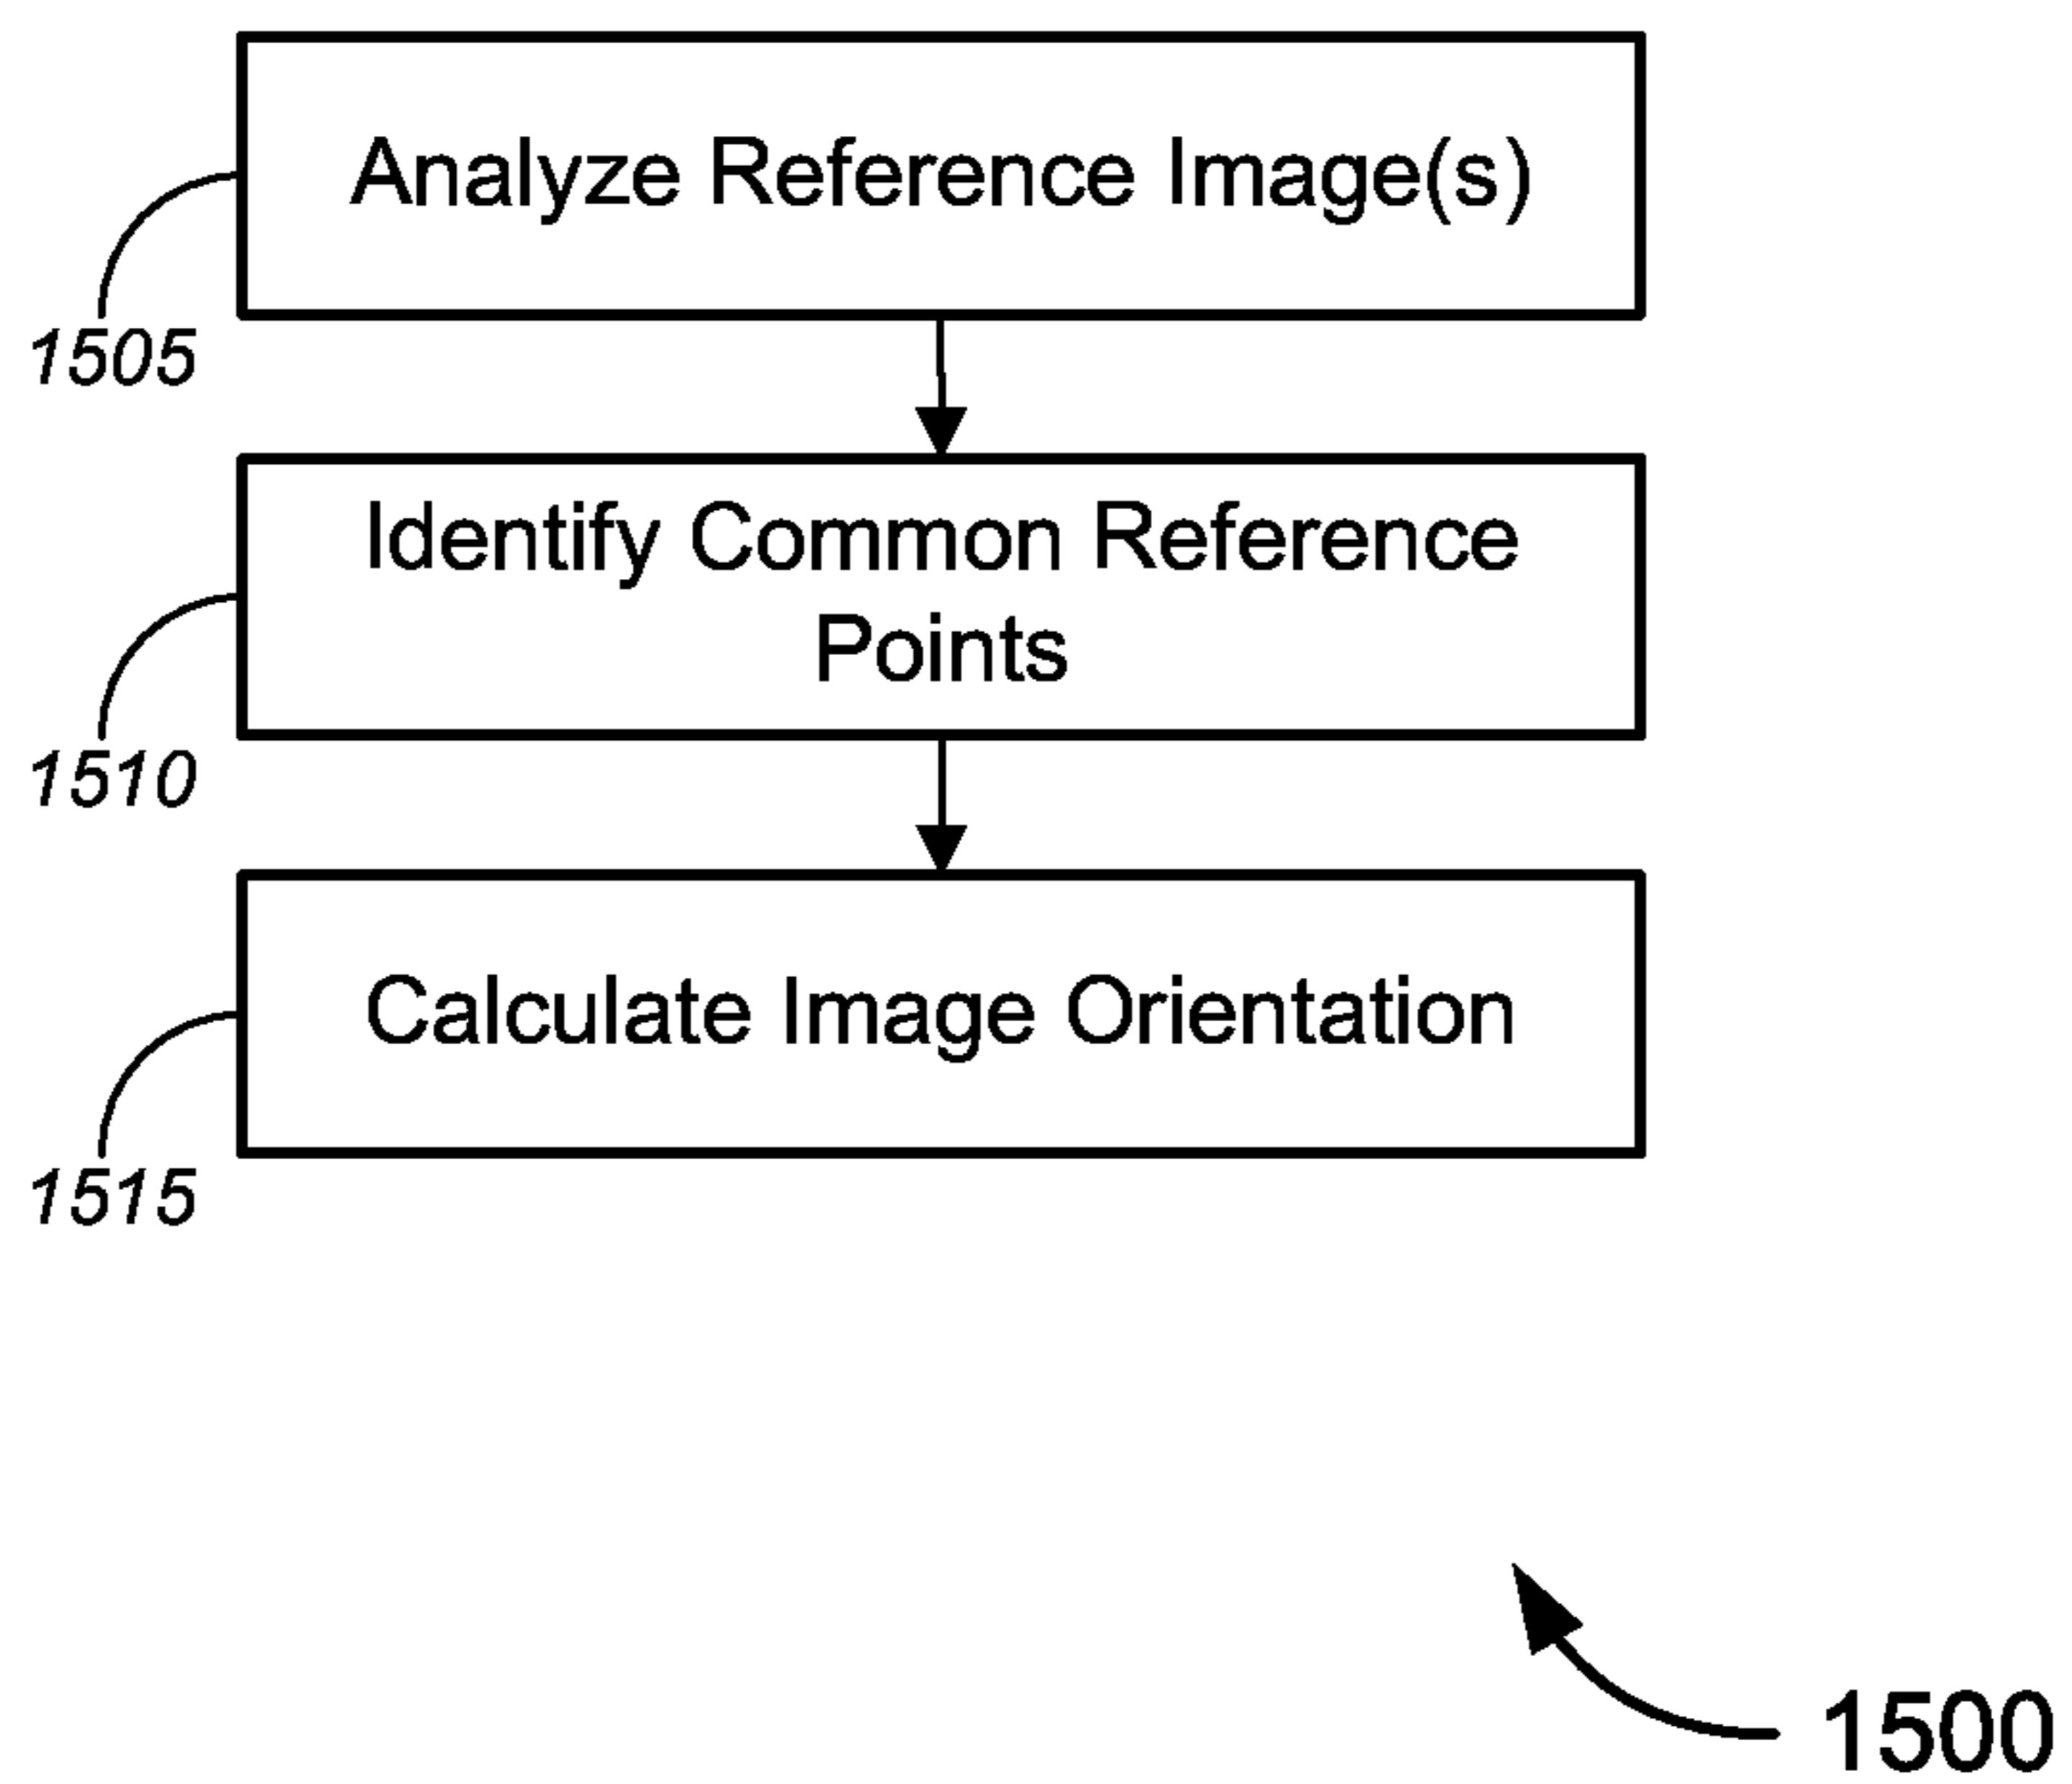 Analyze Reference Image(s)
1505
Identify Common Reference
Points
1510
Calculate Image Orientation
1515
1500